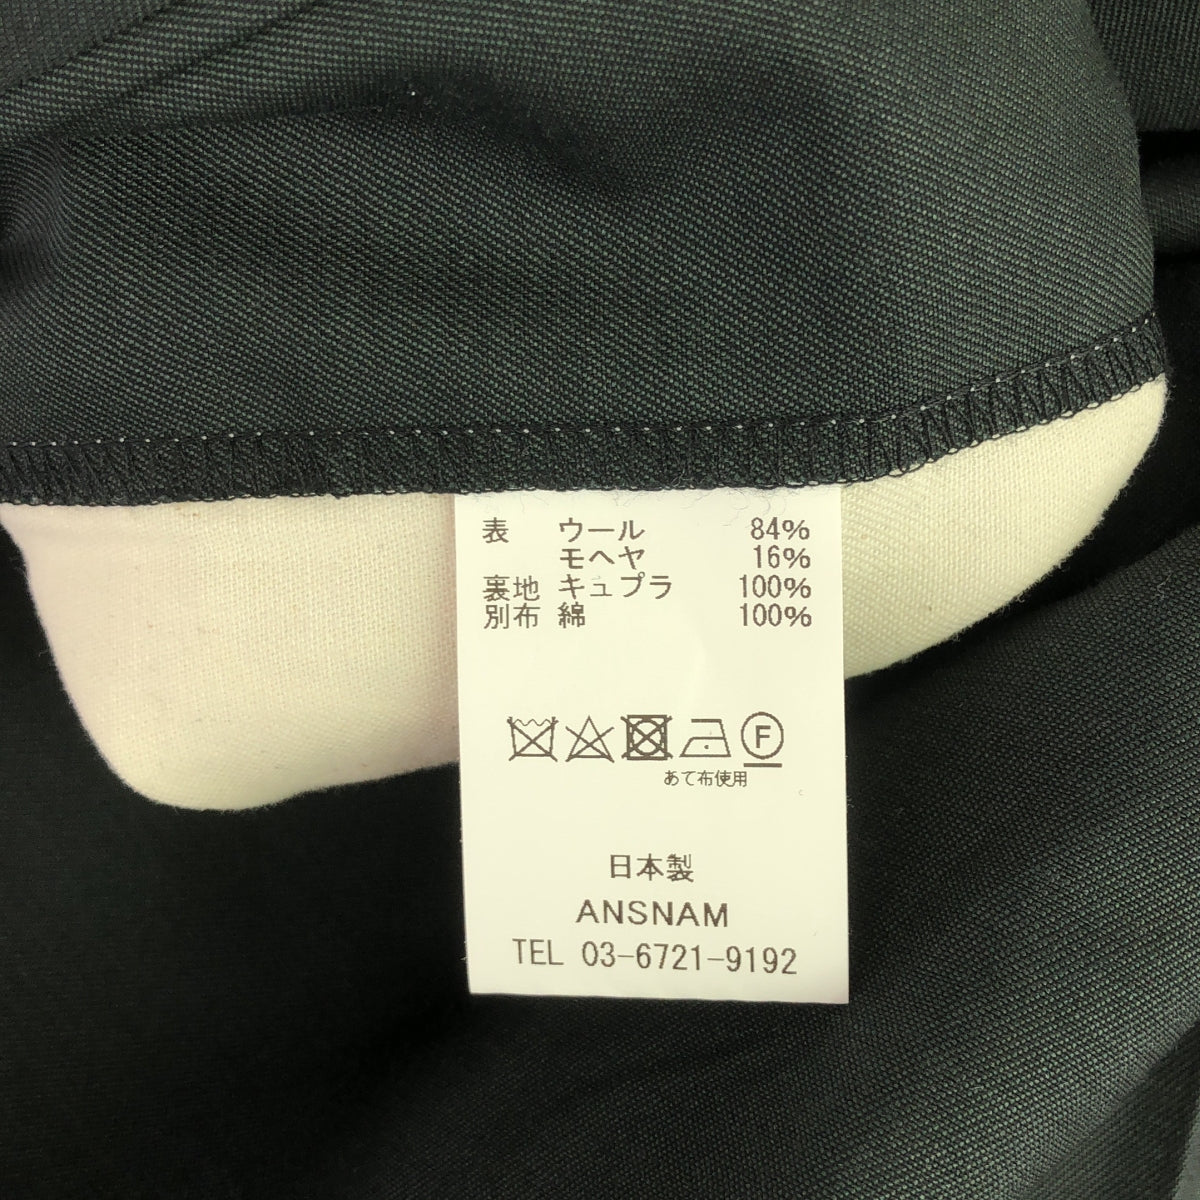 表 ウール 84%
モヘヤ 16%
裏地 キュプラ 100%
別布 綿 100%
F
あて布使用
日本製
ANSNAM
TEL 03-6721-9192